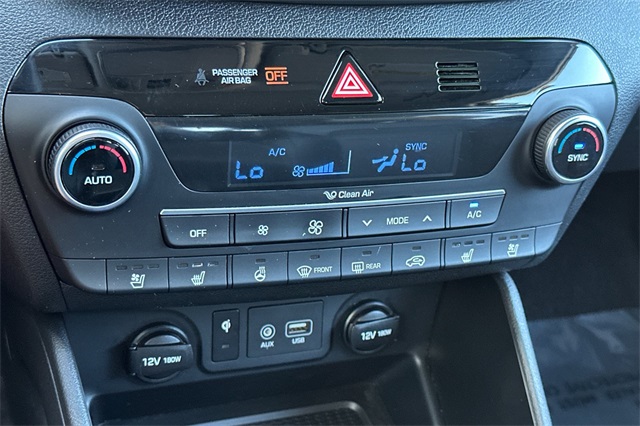 PASSENGER
AIR BAG
OFF
A/C
SYNC
Lo
Lo
Clean Air
AUTO
SYNC
OFF
MODE
A/C
FRONT
REAR
12V 180W
AUX
USB
12V 180W